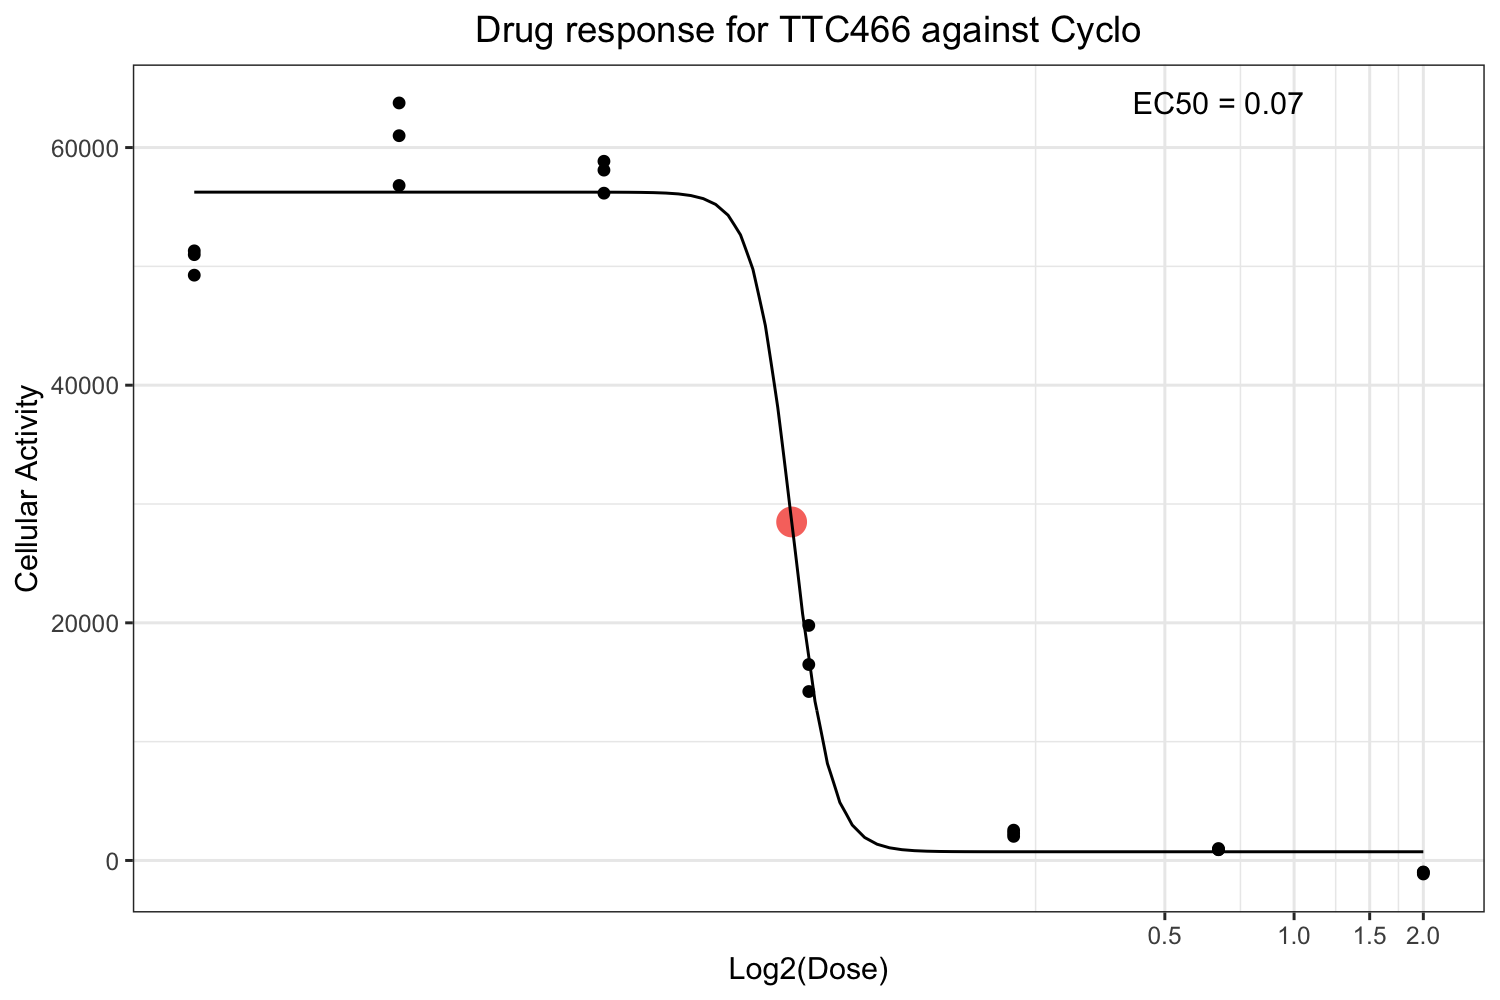 Drug response for TTC466 against Cyclo
EC50 = 0.07
60000
40000
20000
0
Cellular Activity
0.5 1.0 1.5 2.0
Log2(Dose)